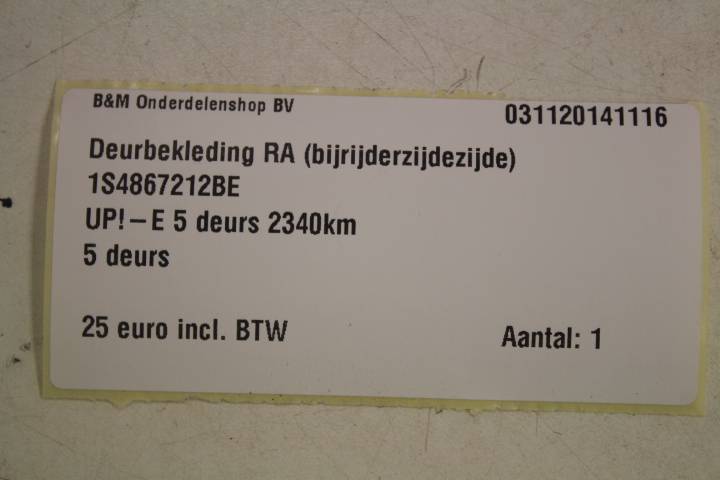 B&M Onderdelenshop BV
031120141116
Deurbekleding RA (bijrijderzijdezijde)
1S4867212BE
UP!-E 5 deurs 2340km
5 deurs
25 euro incl. BTW
Aantal: 1